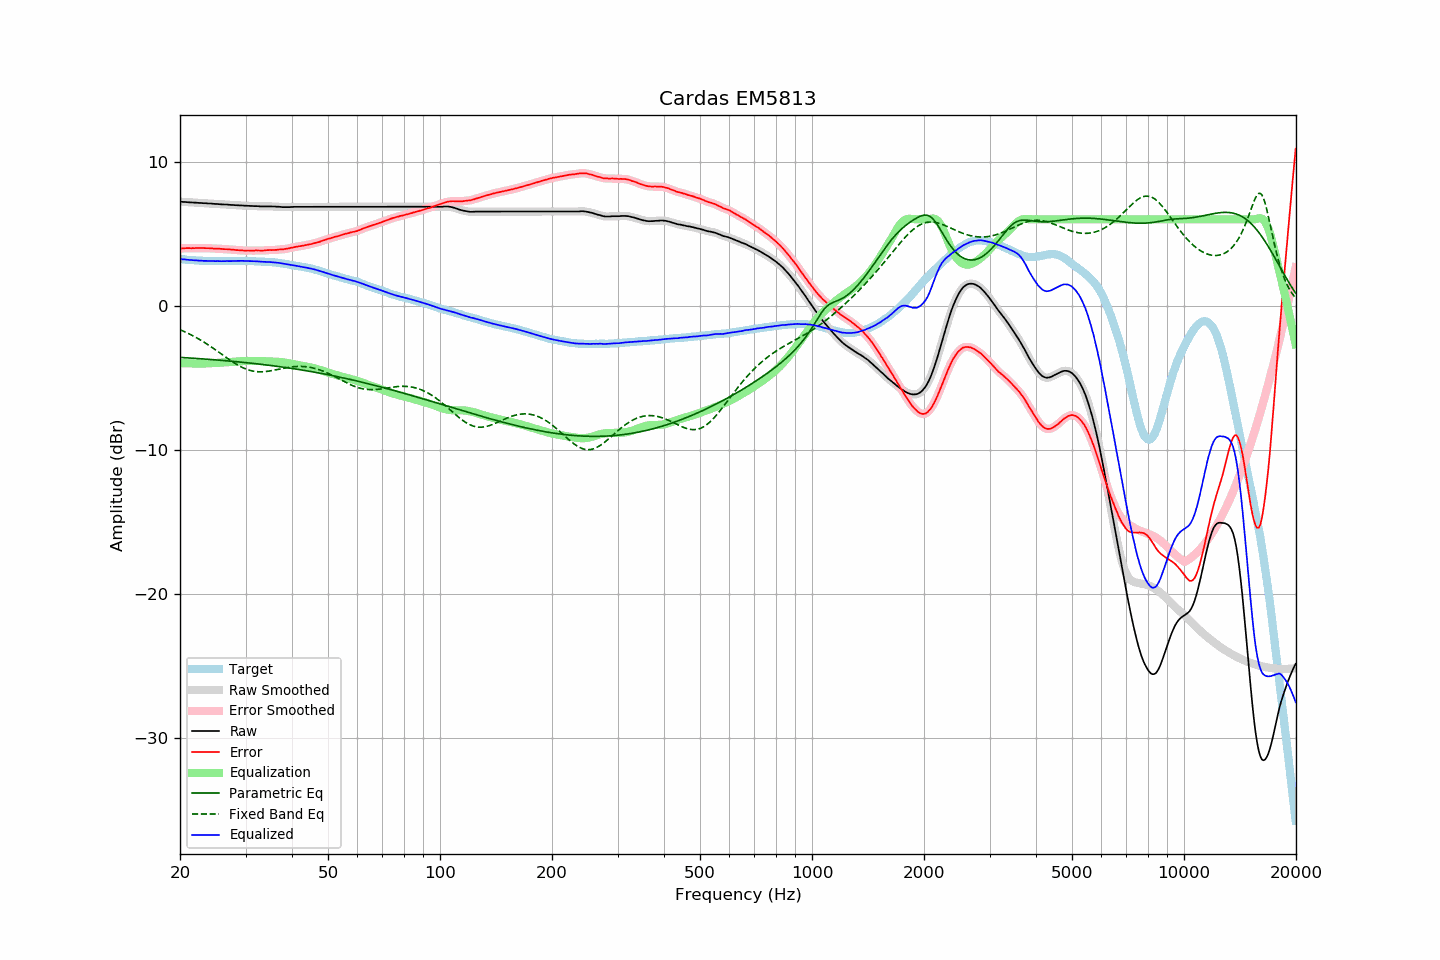 Cardas EM5813
10
0
−10
−20
−30
Amplitude (dBr)
Target
Raw Smoothed
Error Smoothed
Raw
Error
Equalization
Parametric Eq
Fixed Band Eq
Equalized
20 50 100 200 500 1000 2000 5000 10000 20000
Frequency (Hz)